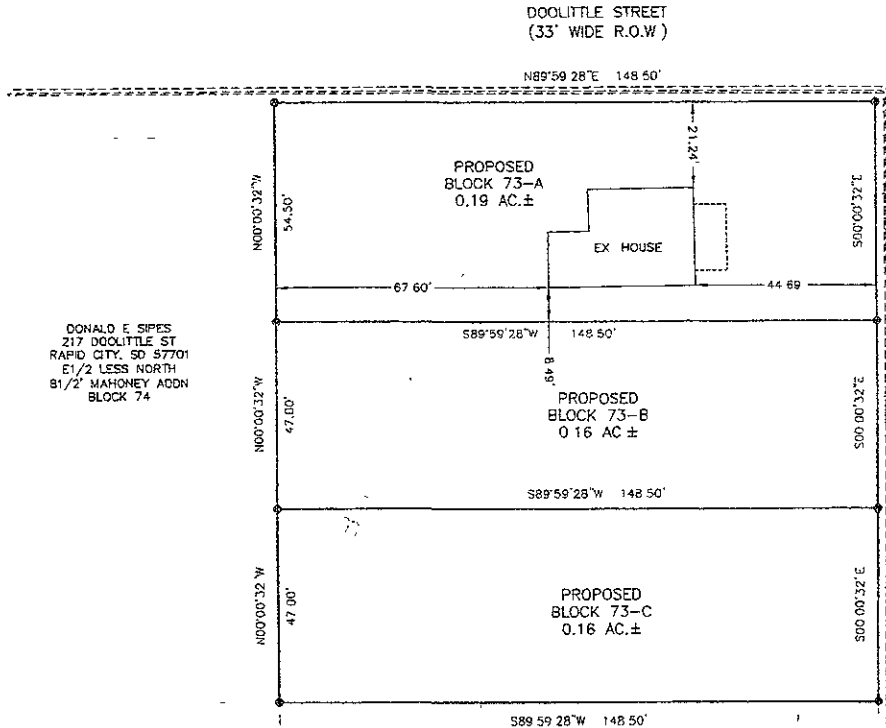 DOOLITTLE STREET
(33' WIDE R.O.W )
N89°59 28"E 148 50'
PROPOSED
BLOCK 73-A
0.19 AC.±
21.24'
N00°00'32"W
54.50'
S00°00'32"E
EX HOUSE
67 60'
44 69
S89°59'28"W 148 50'
8.49'
DONALD E SIPES
217 DOOLITTLE ST
RAPID CITY, SD 57701
E1/2 LESS NORTH
81/2' MAHONEY ADDN
BLOCK 74
N00°00'32"W
47.00'
PROPOSED
BLOCK 73-B
0 16 AC ±
S00 00'32"E
S89°59'28"W 148 50'
N00°00'32 W
47 00'
PROPOSED
BLOCK 73-C
0.16 AC.±
S00 00'32"E
S89 59 28"W 148 50'